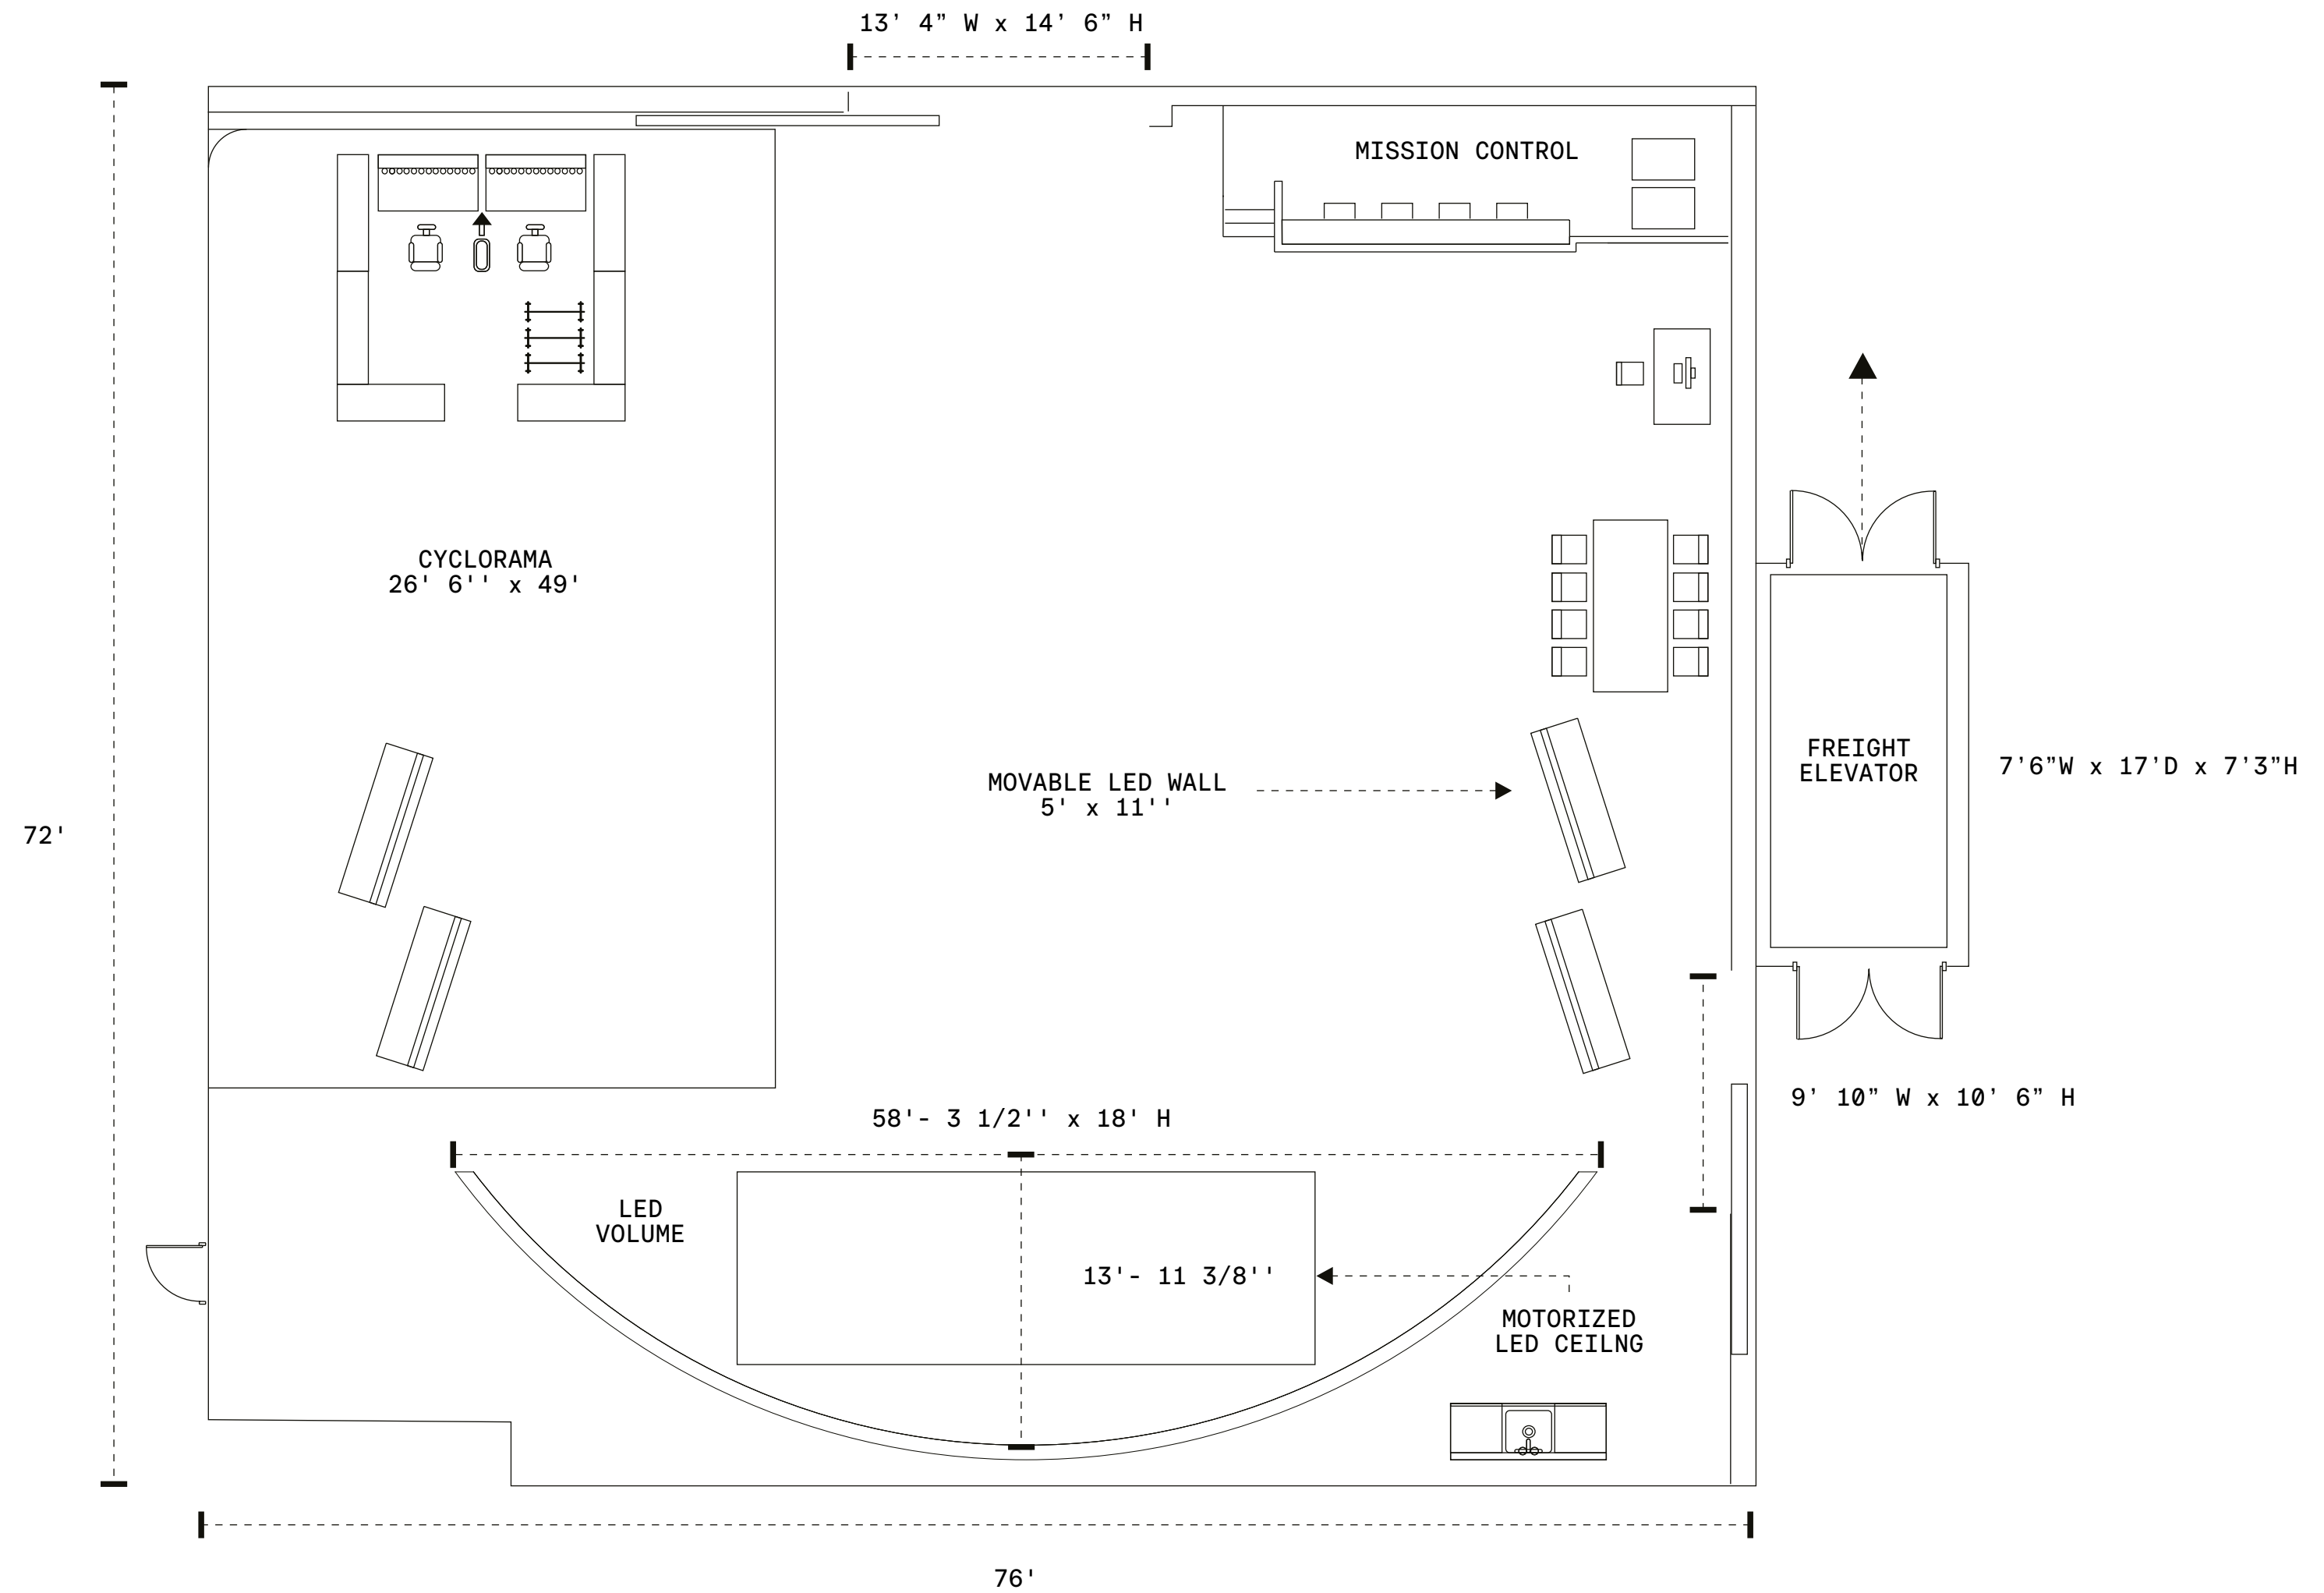 13’ 4” W x 14’ 6” H
MISSION CONTROL
CYCLORAMA
26' 6'' x 49'
MOVABLE LED WALL
5' x 11''
FREIGHT
ELEVATOR
7’6”W x 17’D x 7’3”H
72'
9’ 10” W x 10’ 6” H
58'- 3 1/2'' x 18' H
LED
VOLUME
13'- 11 3/8''
MOTORIZED
LED CEILNG
76'